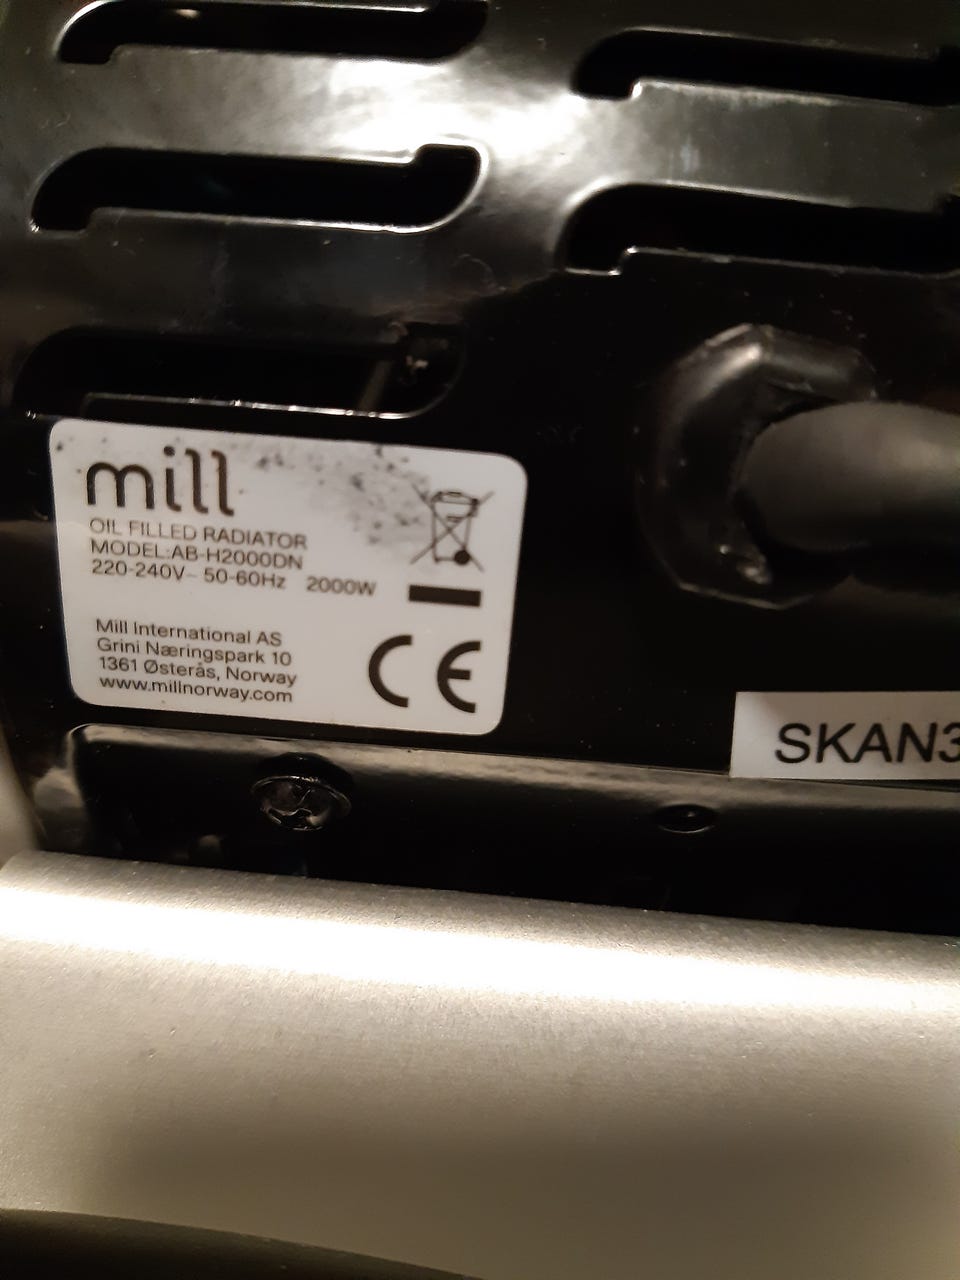 mill
OIL FILLED RADIATOR
MODEL:AB-H2000DN
220-240V~ 50-60Hz 2000W
Mill International AS
Grini Næringspark 10
1361 Østerås, Norway
www.millnorway.com
CE
SKAN3